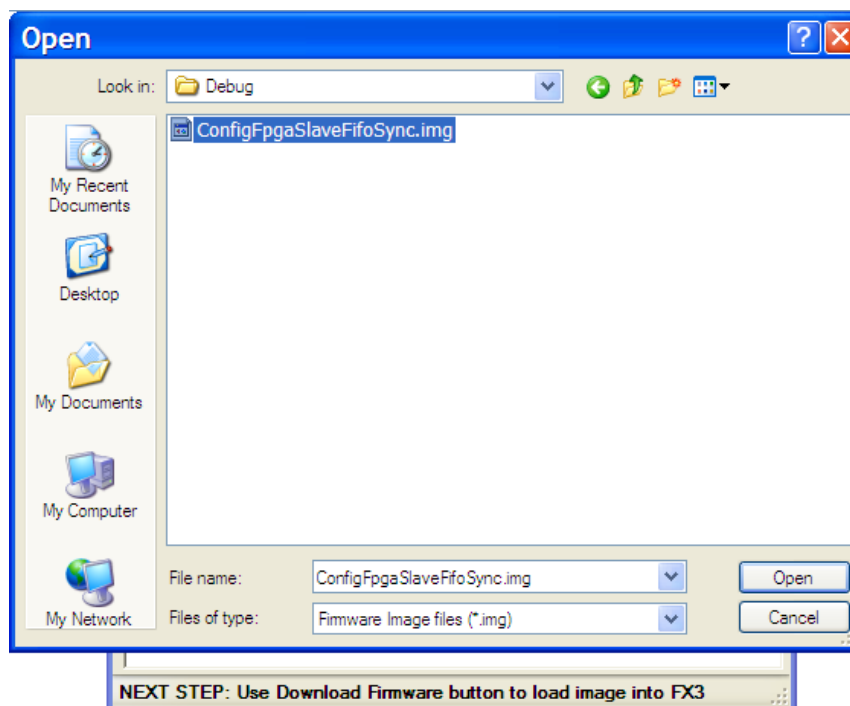 Open
Look in:
Debug
ConfigFpgaSlaveFifoSync.img
My Recent
Documents
Desktop
My Documents
My Computer
My Network
File name:
ConfigFpgaSlaveFifoSync.img
Open
Files of type:
Firmware Image files (*.img)
Cancel
NEXT STEP: Use Download Firmware button to load image into FX3